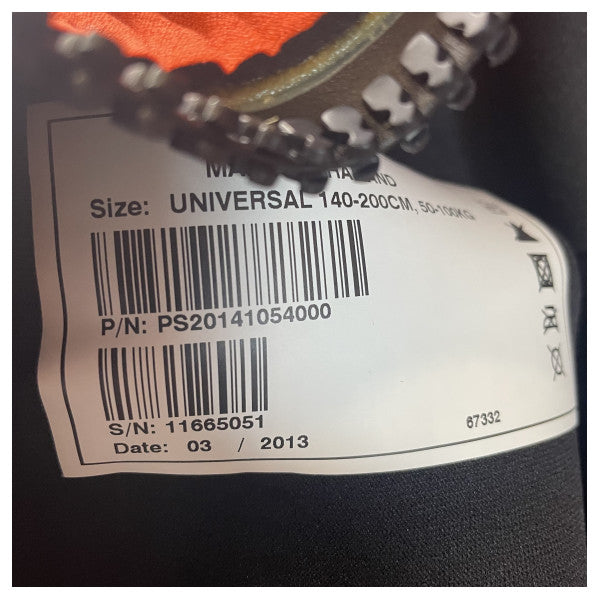 Size: UNIVERSAL 140-200CM, 50-100KG
P/N: PS20141054000
S/N: 11665051
Date: 03 / 2013
67332